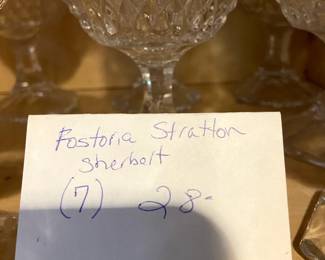 Fostoria Stratton
sherbert
(7) 28-